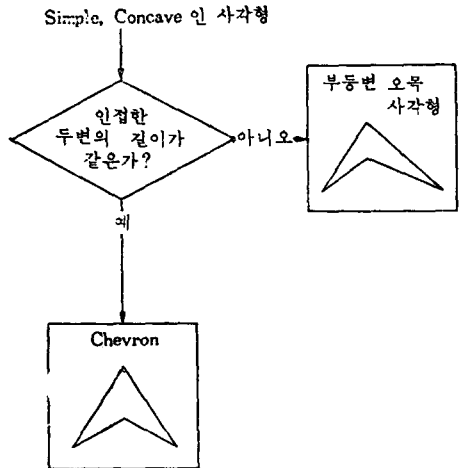 Simple, Concave 인 사각형
인접한
두변의 길이가
같은가?
아니오
부등변 오목
사각형
예
Chevron